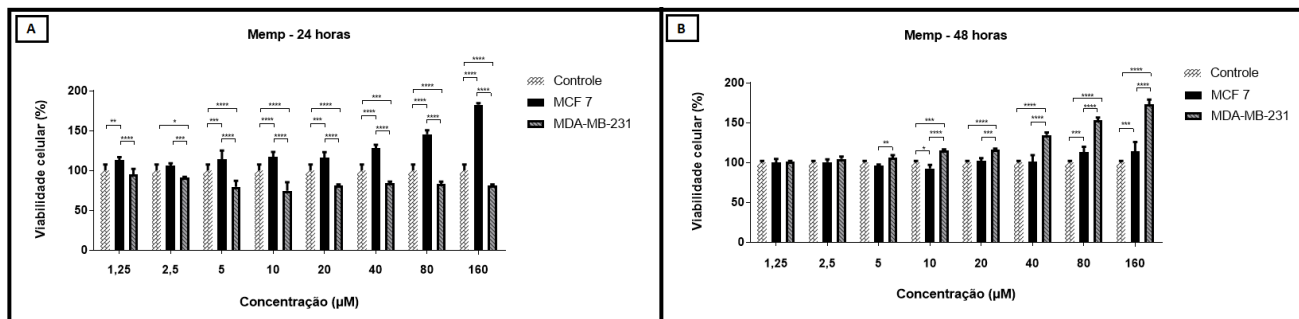 A
Memp - 24 horas
Viabilidade celular (%)
200
150
100
50
0
** **** * *** **** *** **** **** **** **** **** *** **** *** **** **** **** **** **** **** **** ****
1,25 2,5 5 10 20 40 80 160
Concentração (µM)
Controle
MCF 7
MDA-MB-231
B
Memp - 48 horas
Viabilidade celular (%)
200
150
100
50
0
** *** * **** **** *** **** **** **** *** **** **** *** ****
1,25 2,5 5 10 20 40 80 160
Concentração (µM)
Controle
MCF 7
MDA-MB-231